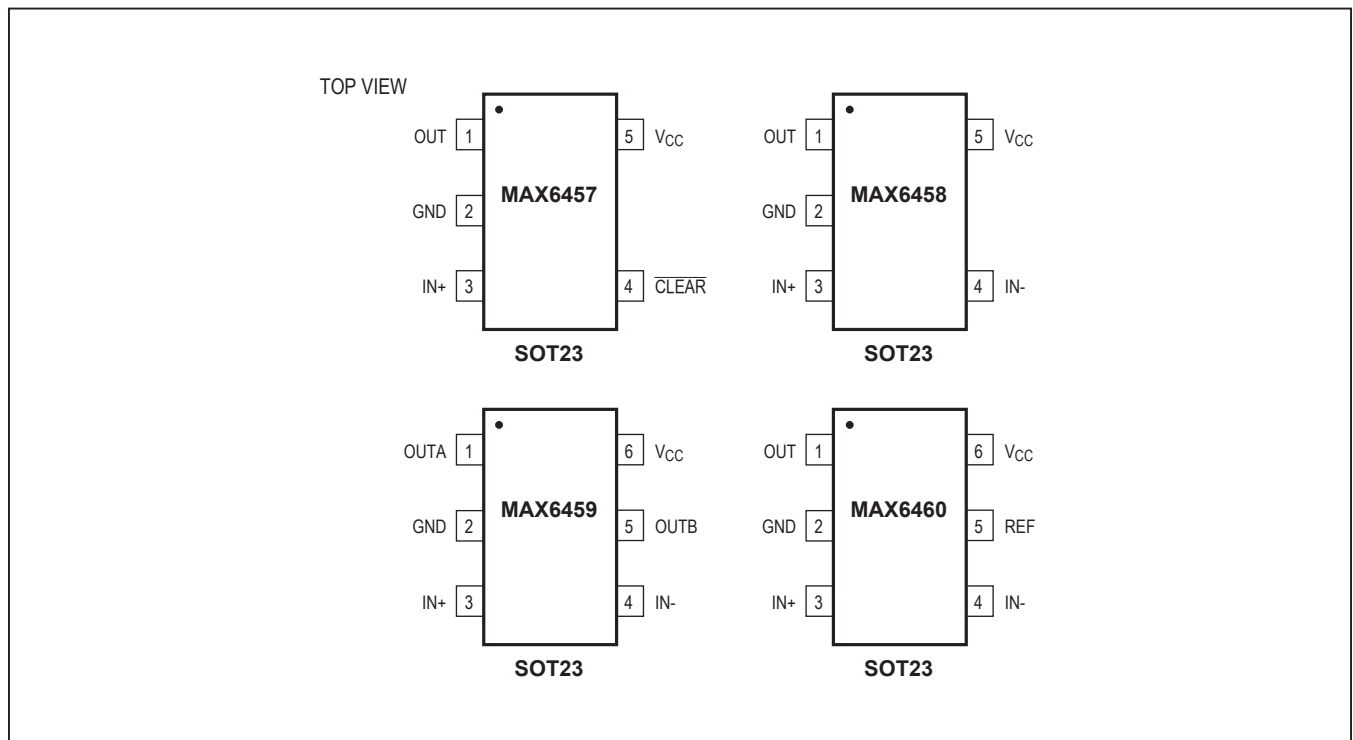 TOP VIEW
OUT 1 5 VCC
GND 2 MAX6457
IN+ 3 4 CLEAR
SOT23
OUT 1 5 VCC
GND 2 MAX6458
IN+ 3 4 IN-
SOT23
OUTA 1 6 VCC
MAX6459
GND 2 5 OUTB
IN+ 3 4 IN-
SOT23
OUT 1 6 VCC
MAX6460
GND 2 5 REF
IN+ 3 4 IN-
SOT23